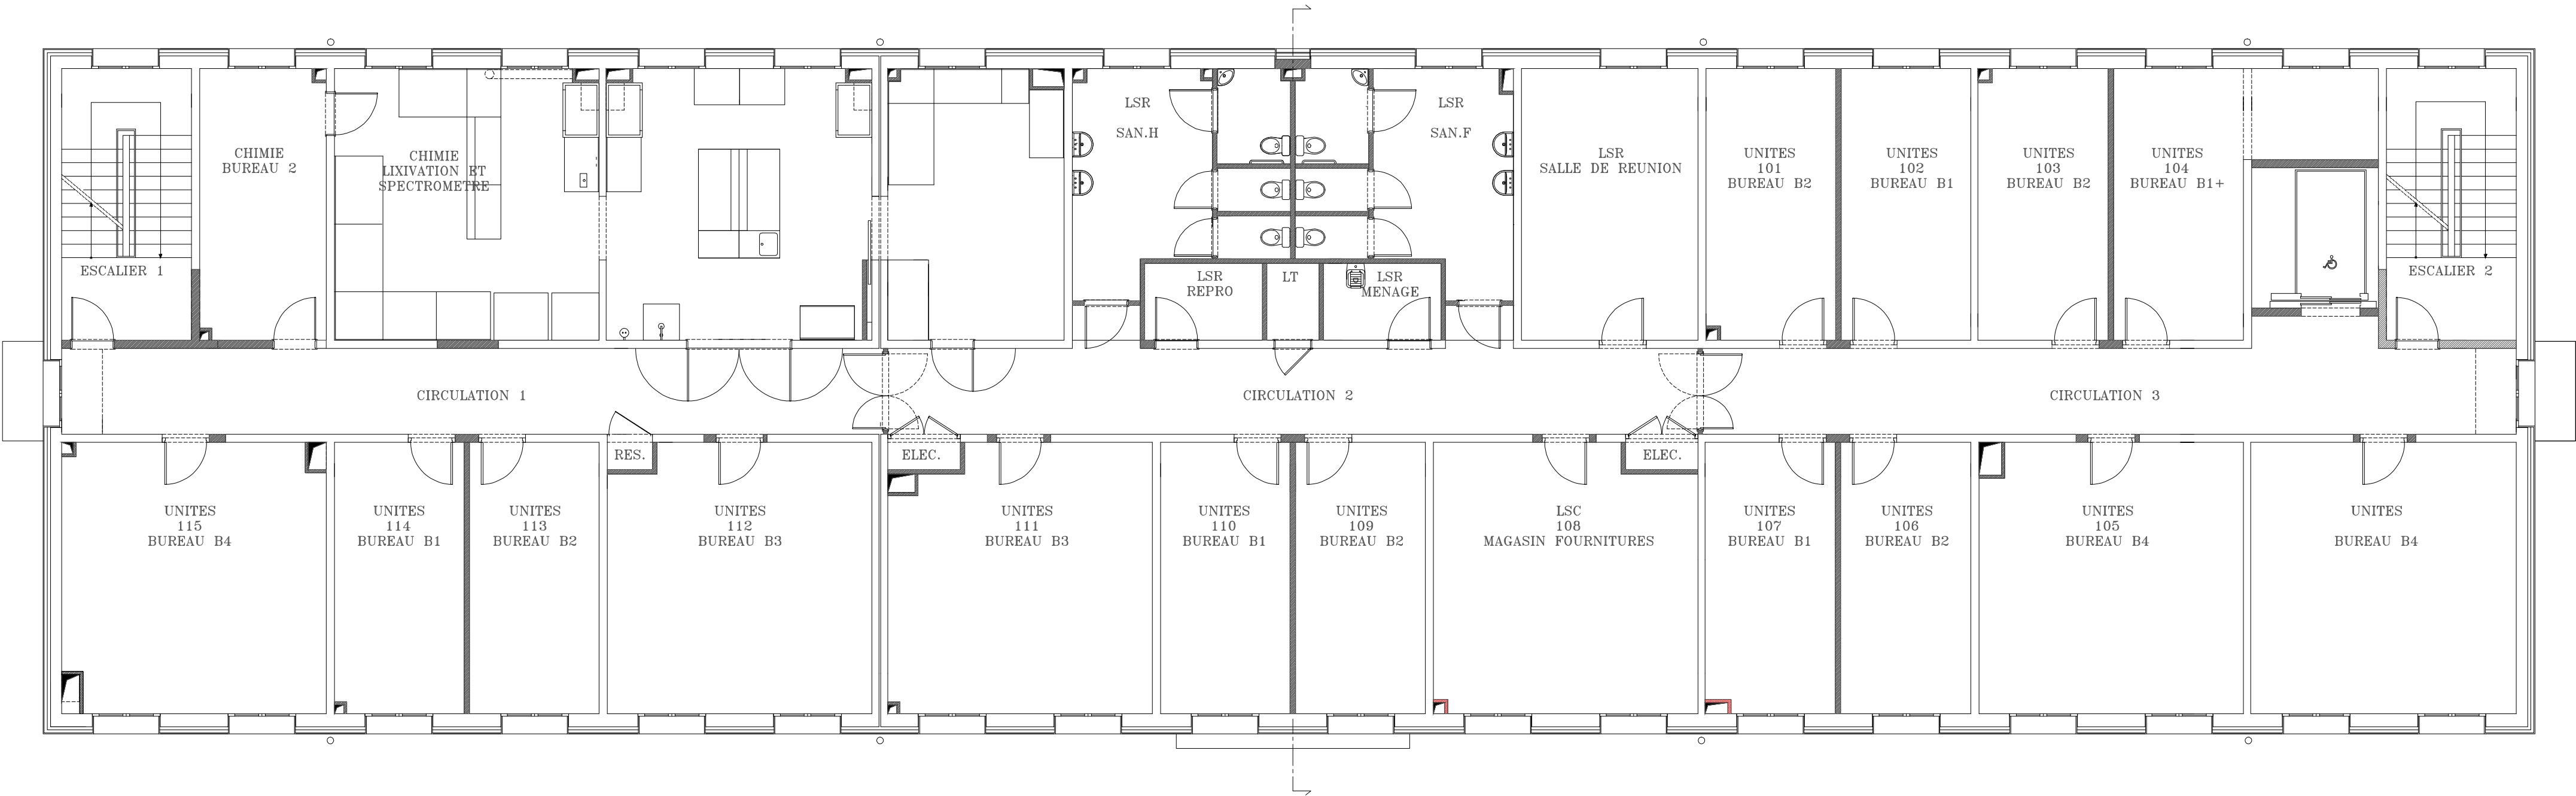 CHIMIE
BUREAU 2
CHIMIE
LIXIVATION ET
SPECTROMETRE
LSR
SAN.H
LSR
SAN.F
LSR
SALLE DE REUNION
UNITES
101
BUREAU B2
UNITES
102
BUREAU B1
UNITES
103
BUREAU B2
UNITES
104
BUREAU B1+
ESCALIER 1
LSR
REPRO
LT
LSR
MENAGE
ESCALIER 2
CIRCULATION 1
CIRCULATION 2
CIRCULATION 3
RES.
ELEC.
ELEC.
UNITES
115
BUREAU B4
UNITES
114
BUREAU B1
UNITES
113
BUREAU B2
UNITES
112
BUREAU B3
UNITES
111
BUREAU B3
UNITES
110
BUREAU B1
UNITES
109
BUREAU B2
LSC
108
MAGASIN FOURNITURES
UNITES
107
BUREAU B1
UNITES
106
BUREAU B2
UNITES
105
BUREAU B4
UNITES
BUREAU B4